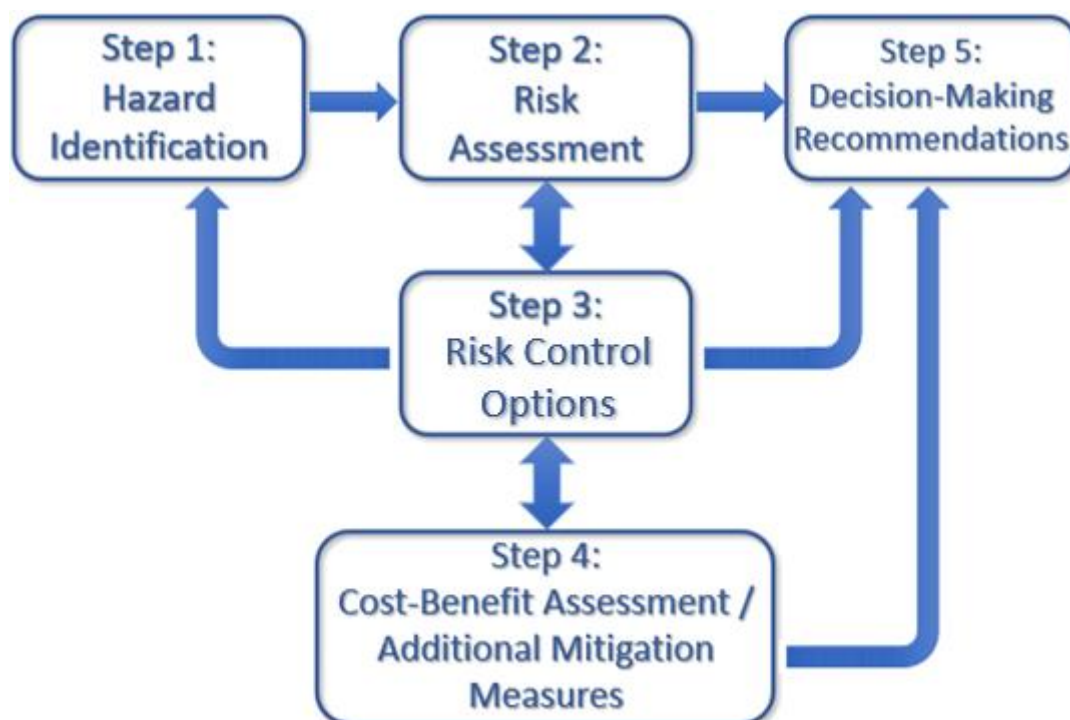 Step 1:
Hazard
Identification
Step 2:
Risk
Assessment
Step 5:
Decision-Making
Recommendations
Step 3:
Risk Control
Options
Step 4:
Cost-Benefit Assessment /
Additional Mitigation
Measures